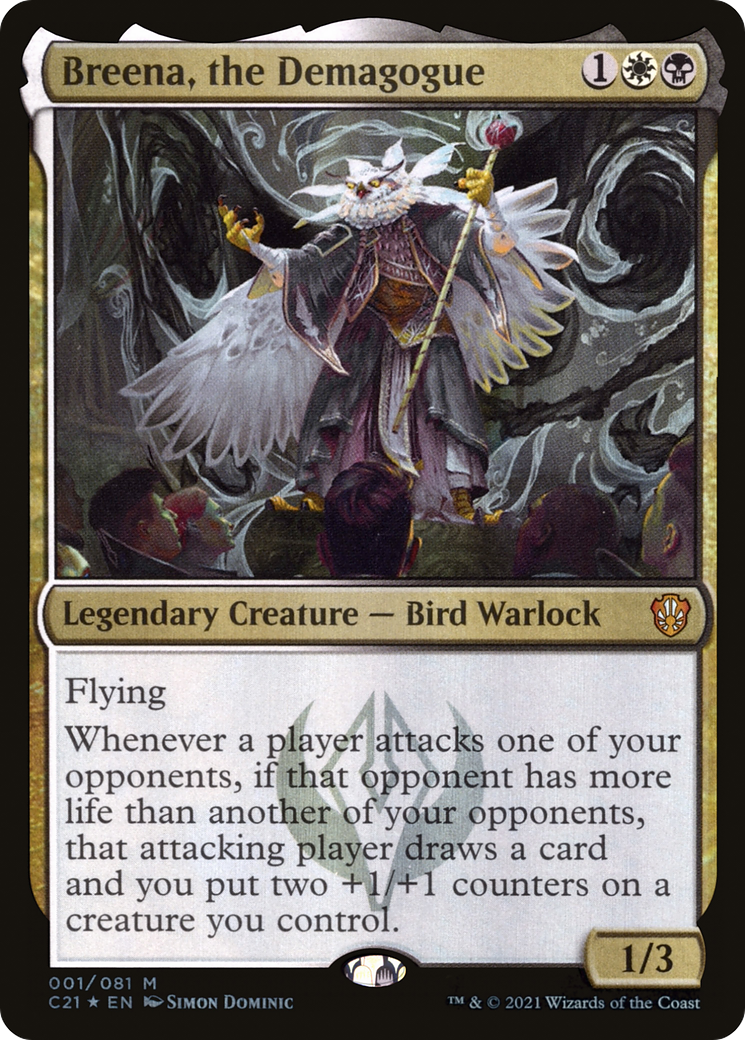 Breena, the Demagogue 1
Legendary Creature — Bird Warlock
Flying
Whenever a player attacks one of your
opponents, if that opponent has more
life than another of your opponents,
that attacking player draws a card
and you put two +1/+1 counters on a
creature you control.
1/3
001/081 M
C21 ★ EN Simon Dominic
™ & © 2021 Wizards of the Coast